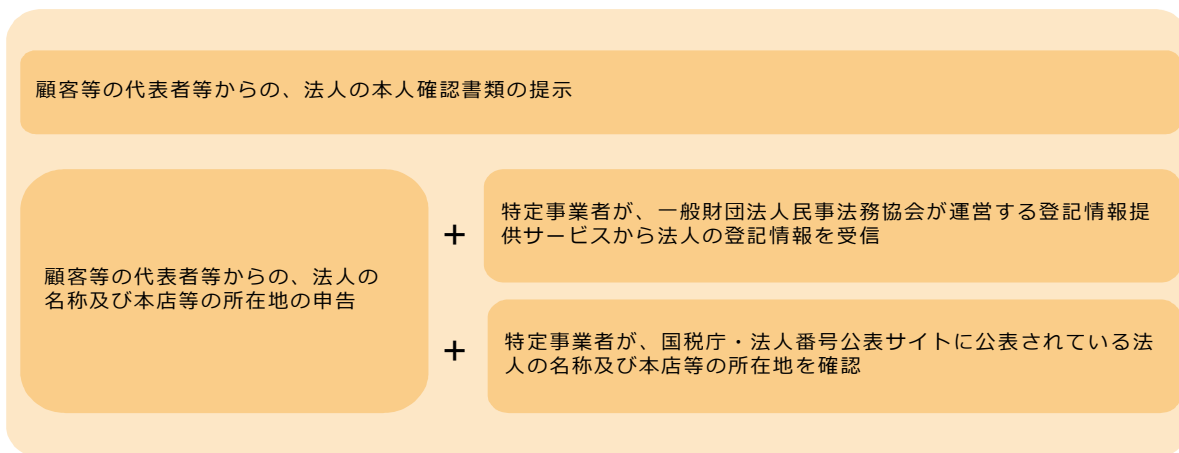 顧客等の代表者等からの、法人の本人確認書類の提示
顧客等の代表者等からの、法人の
名称及び本店等の所在地の申告
+
特定事業者が、一般財団法人民事法務協会が運営する登記情報提
供サービスから法人の登記情報を受信
+
特定事業者が、国税庁・法人番号公表サイトに公表されている法
人の名称及び本店等の所在地を確認